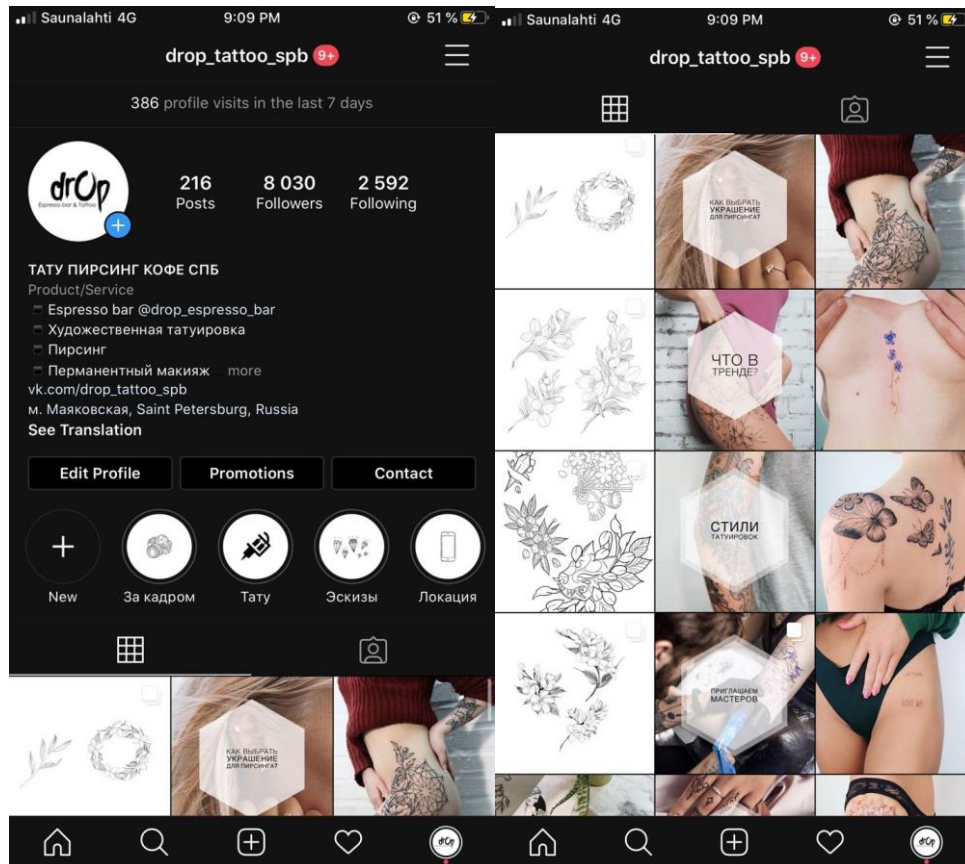 Saunalahti 4G 9:09 PM 51 %
drop_tattoo_spb 9+
386 profile visits in the last 7 days
drOp
Espresso bar & Tattoo
216 8 030 2 592
Posts Followers Following
ТАТУ ПИРСИНГ КОФЕ СПБ
Product/Service
Espresso bar @drop_espresso_bar
Художественная татуировка
Пирсинг
Перманентный макияж more
vk.com/drop_tattoo_spb
м. Маяковская, Saint Petersburg, Russia
See Translation
Edit Profile Promotions Contact
New За кадром Тату Эскизы Локация
КАК ВЫБРАТЬ
УКРАШЕНИЕ
ДЛЯ ПИРСИНГА?
drOp
Saunalahti 4G 9:09 PM 51 %
drop_tattoo_spb 9+
КАК ВЫБРАТЬ
УКРАШЕНИЕ
ДЛЯ ПИРСИНГА?
ЧТО В
ТРЕНДЕ?
СТИЛИ
ТАТУИРОВОК
ПРИГЛАШАЕМ
МАСТЕРОВ
LOVE ME
drOp